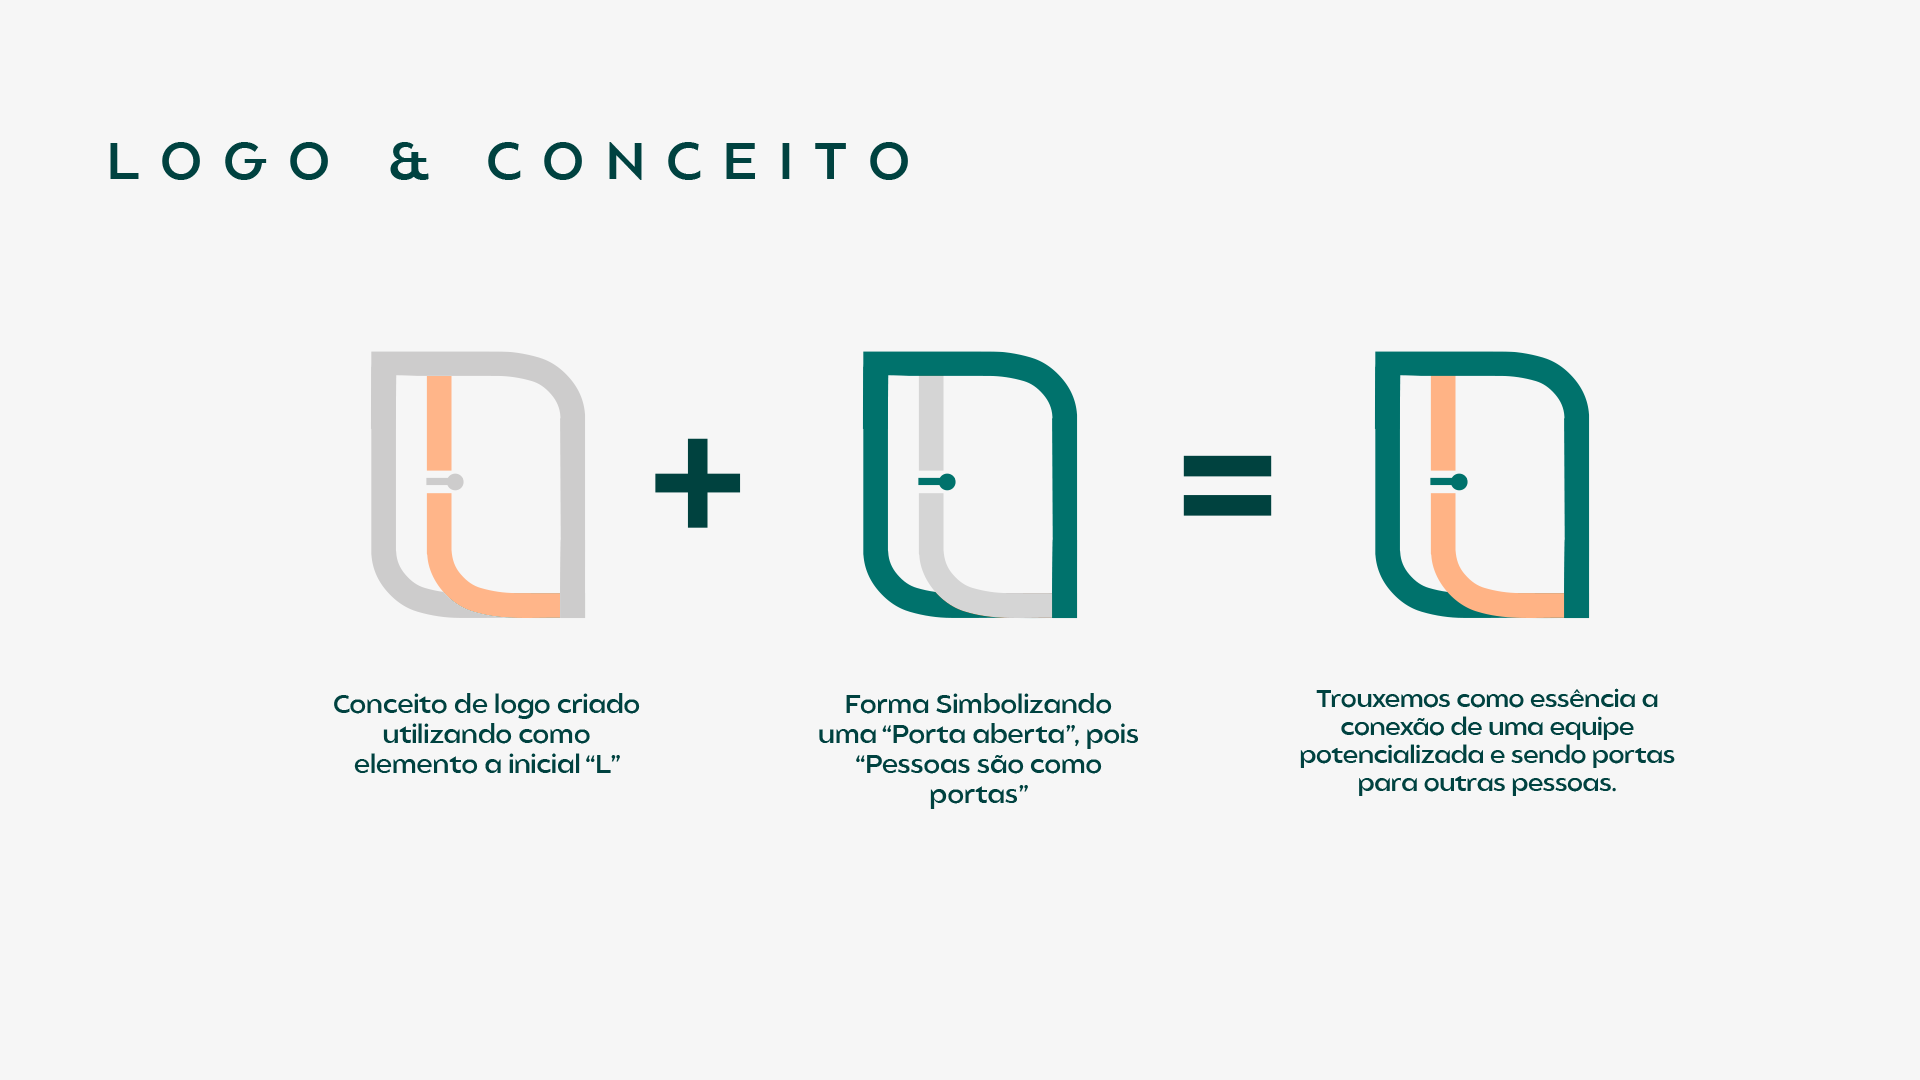 LOGO & CONCEITO
Conceito de logo criado
utilizando como
elemento a inicial “L”
Forma Simbolizando
uma “Porta aberta”, pois
“Pessoas são como
portas”
Trouxemos como essência a
conexão de uma equipe
potencializada e sendo portas
para outras pessoas.